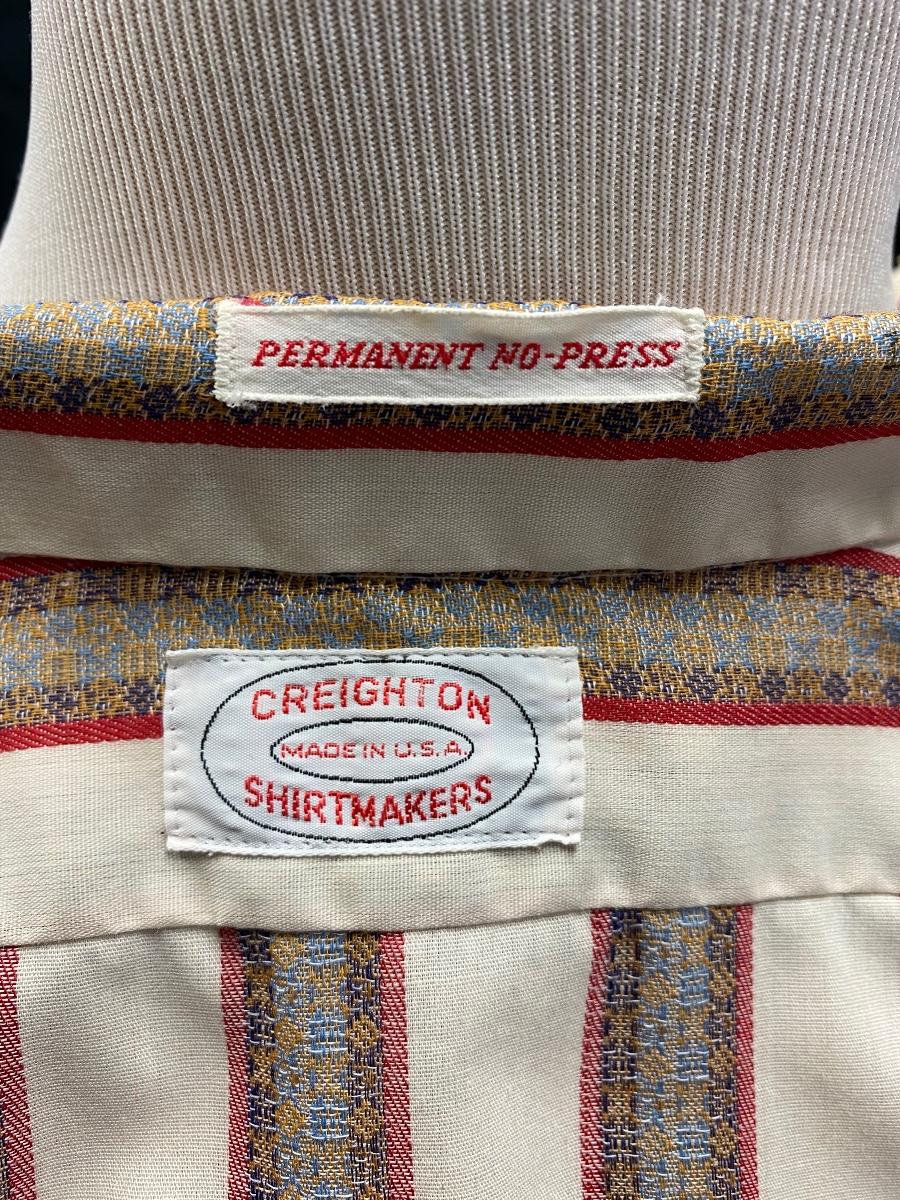 PERMANENT NO-PRESS
CREIGHTON
MADE IN U.S.A.
SHIRTMAKERS